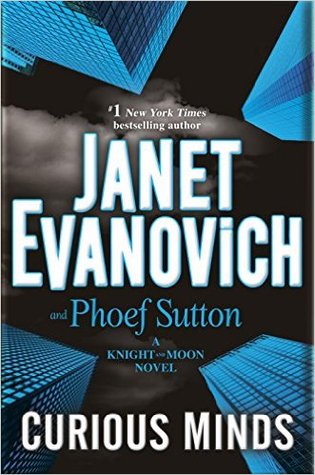 #1 New York Times
bestselling author
JANET
EVANOViCH
and Phoef Sutton
A
KNIGHT AND MOON
NOVEL
CURIOUS MINDS